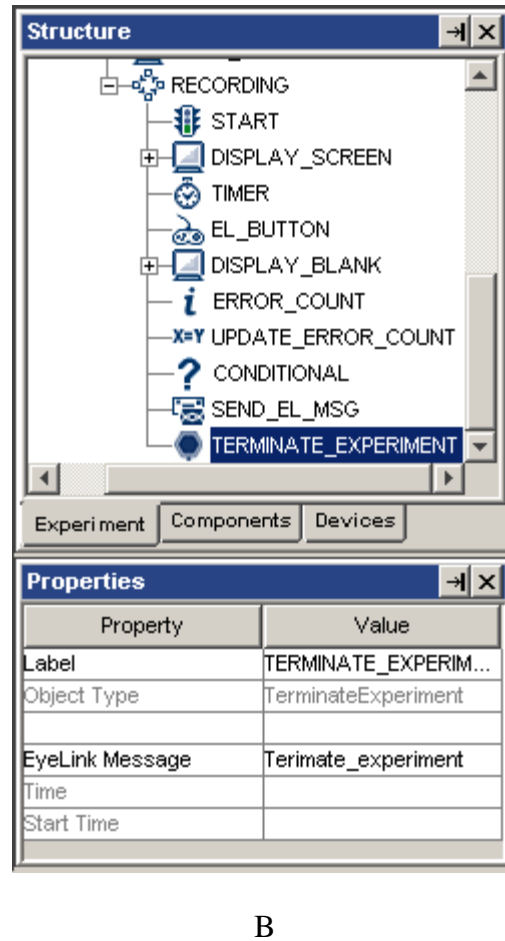 Structure
RECORDING
START
DISPLAY_SCREEN
TIMER
EL_BUTTON
DISPLAY_BLANK
i ERROR_COUNT
X=Y UPDATE_ERROR_COUNT
? CONDITIONAL
SEND_EL_MSG
TERMINATE_EXPERIMENT
Experiment Components Devices
Properties
Property Value
Label TERMINATE_EXPERIM...
Object Type TerminateExperiment
EyeLink Message Terimate_experiment
Time
Start Time
B